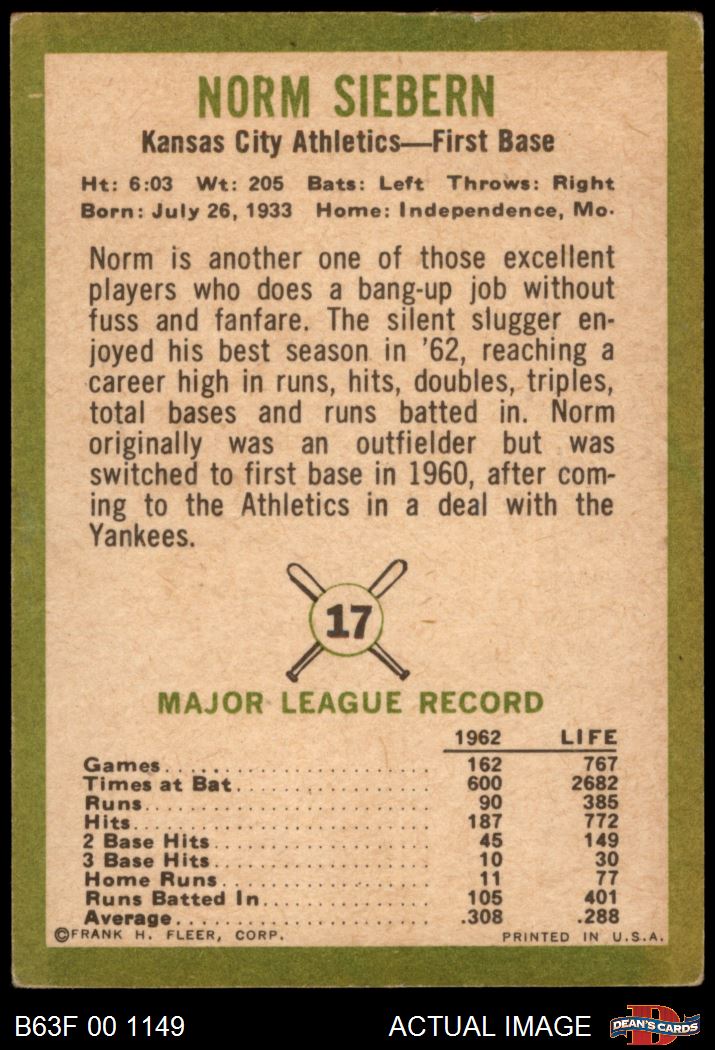 NORM SIEBERN
Kansas City Athletics—First Base
Ht: 6:03 Wt: 205 Bats: Left Throws: Right
Born: July 26, 1933 Home: Independence, Mo.
Norm is another one of those excellent
players who does a bang-up job without
fuss and fanfare. The silent slugger en-
joyed his best season in '62, reaching a
career high in runs, hits, doubles, triples,
total bases and runs batted in. Norm
originally was an outfielder but was
switched to first base in 1960, after com-
ing to the Athletics in a deal with the
Yankees.
17
MAJOR LEAGUE RECORD
1962 LIFE
Games 162 767
Times at Bat 600 2682
Runs 90 385
Hits 187 772
2 Base Hits 45 149
3 Base Hits 10 30
Home Runs 11 77
Runs Batted In 105 401
Average .308 .288
©FRANK H. FLEER, CORP. PRINTED IN U.S.A.
B63F 00 1149 ACTUAL IMAGE DEAN'S CARDS